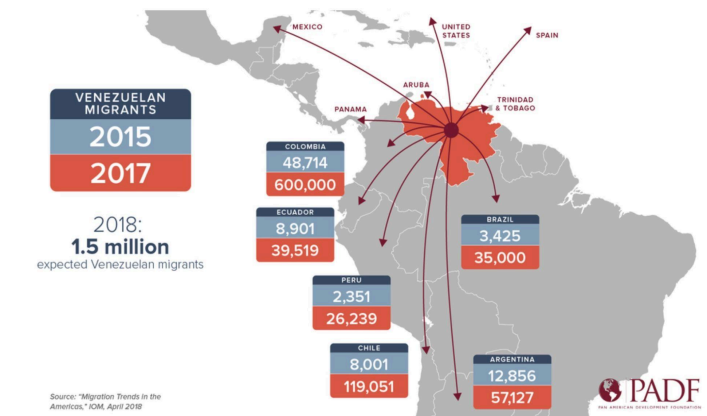 MEXICO
UNITED
STATES
SPAIN
ARUBA
TRINIDAD
& TOBAGO
PANAMA
VENEZUELAN
MIGRANTS
2015
2017
2018:
1.5 million
expected Venezuelan migrants
COLOMBIA
48,714
600,000
ECUADOR
8,901
39,519
BRAZIL
3,425
35,000
PERU
2,351
26,239
CHILE
8,001
119,051
ARGENTINA
12,856
57,127
Source: "Migration Trends in the
Americas," IOM, April 2018
PADF
PAN AMERICAN DEVELOPMENT FOUNDATION